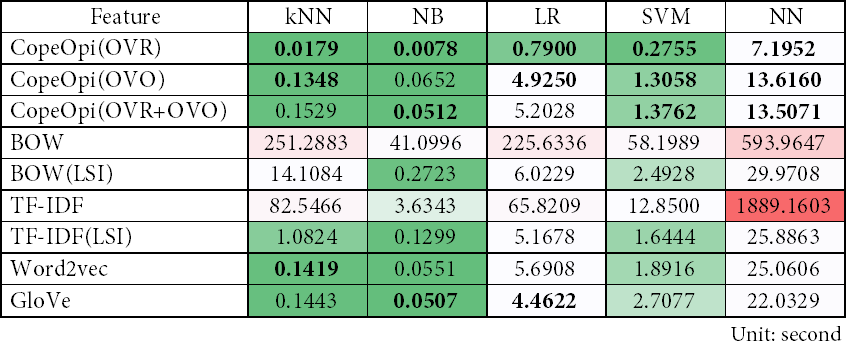 Feature kNN NB LR SVM NN
CopeOpi(OVR) 0.0179 0.0078 0.7900 0.2755 7.1952
CopeOpi(OVO) 0.1348 0.0652 4.9250 1.3058 13.6160
CopeOpi(OVR+OVO) 0.1529 0.0512 5.2028 1.3762 13.5071
BOW 251.2883 41.0996 225.6336 58.1989 593.9647
BOW(LSI) 14.1084 0.2723 6.0229 2.4928 29.9708
TF-IDF 82.5466 3.6343 65.8209 12.8500 1889.1603
TF-IDF(LSI) 1.0824 0.1299 5.1678 1.6444 25.8863
Word2vec 0.1419 0.0551 5.6908 1.8916 25.0606
GloVe 0.1443 0.0507 4.4622 2.7077 22.0329
Unit: second